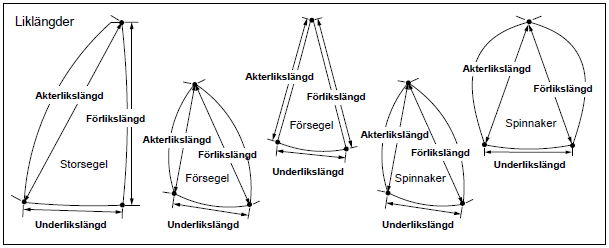 Liklängder
Akterlikslängd
Förlikslängd
Storsegel
Underlikslängd
Akterlikslängd
Förlikslängd
Försegel
Underlikslängd
Akterlikslängd
Förlikslängd
Försegel
Underlikslängd
Akterlikslängd
Förlikslängd
Spinnaker
Underlikslängd
Akterlikslängd
Förlikslängd
Spinnaker
Underlikslängd